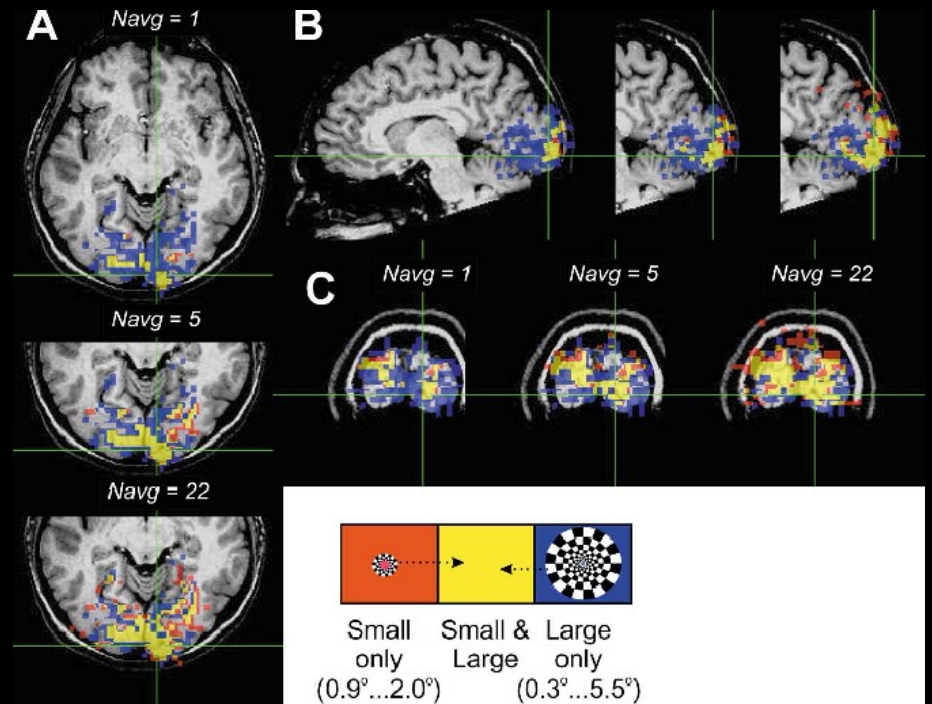 A
Navg = 1
B
Navg = 5
C
Navg = 1
Navg = 5
Navg = 22
Navg = 22
Small only (0.9°...2.0°)
Small & Large
Large only (0.3°...5.5°)